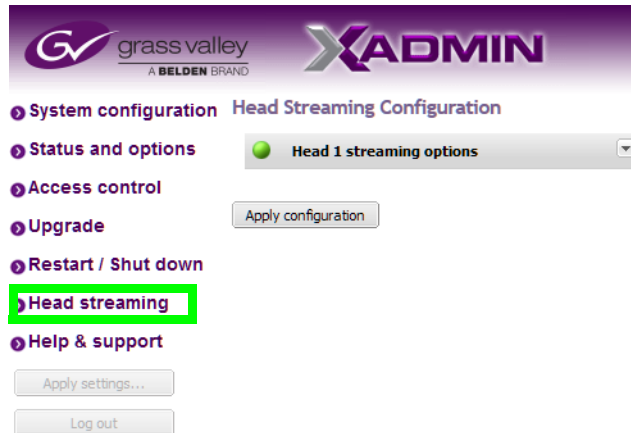 GV grass valley
A BELDEN BRAND
XADMIN
System configuration
Status and options
Access control
Upgrade
Restart / Shut down
Head streaming
Help & support
Apply settings...
Log out
Head Streaming Configuration
Head 1 streaming options
Apply configuration